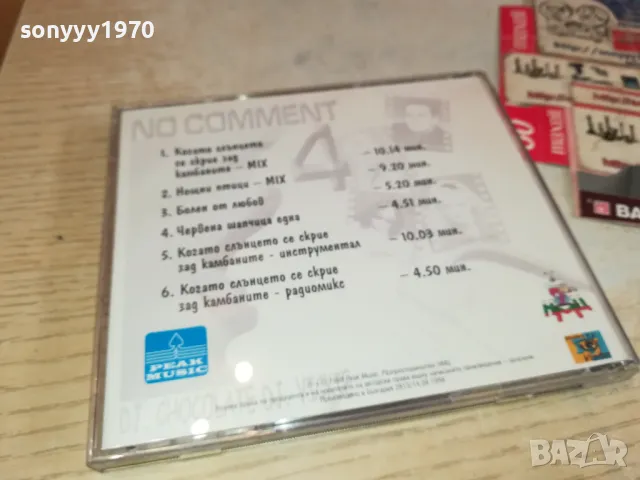 sonyyy1970
NO COMMENT
4
1. Когато слънцето
се скрие зад
камбаните – MIX – 10.14 мин.
2. Нощни птици – MIX – 9.20 мин.
3. Болен от любов – 5.20 мин.
4. Червена шапчица една – 4.51 мин.
5. Когато слънцето се скрие
зад камбаните - инструментал – 10.03 мин.
6. Когато слънцето се скрие
зад камбаните - радиомикс – 4.50 мин.
PEAK
MUSIC
maxell
BAZAR